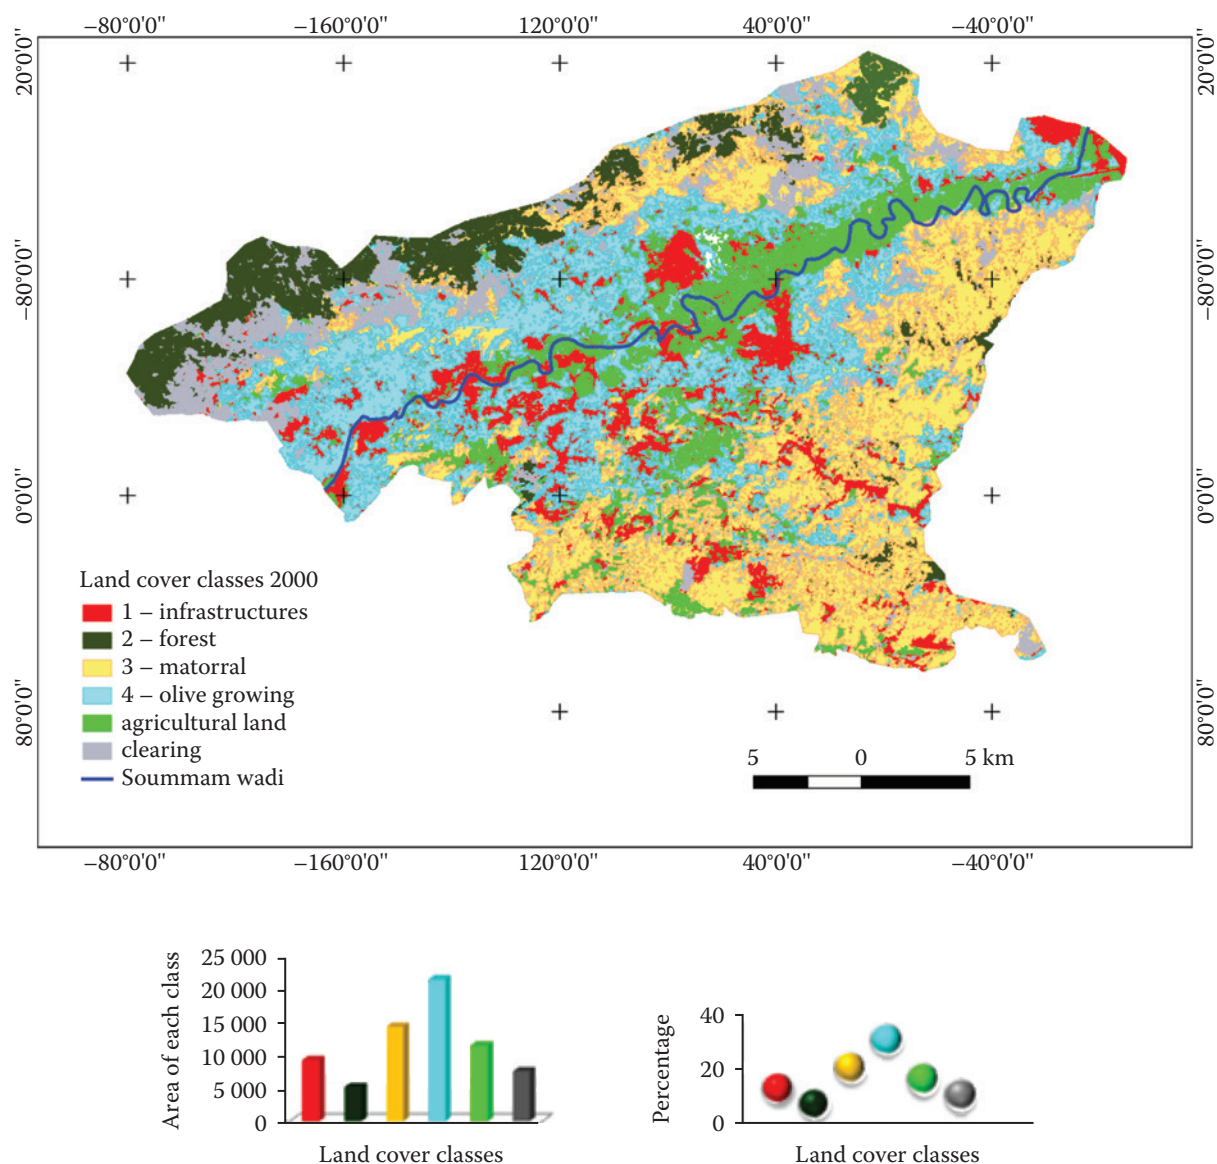 –80°0'0" –160°0'0" 120°0'0" 40°0'0" –40°0'0"
20°0'0" 20°0'0"
–80°0'0" –80°0'0"
0°0'0" 0°0'0"
80°0'0" 80°0'0"
Land cover classes 2000
1 – infrastructures
2 – forest
3 – matorral
4 – olive growing
agricultural land
clearing
Soummam wadi
5 0 5 km
–80°0'0" –160°0'0" 120°0'0" 40°0'0" –40°0'0"
Area of each class
25 000
20 000
15 000
10 000
5 000
0
Land cover classes
Percentage
40
20
0
Land cover classes